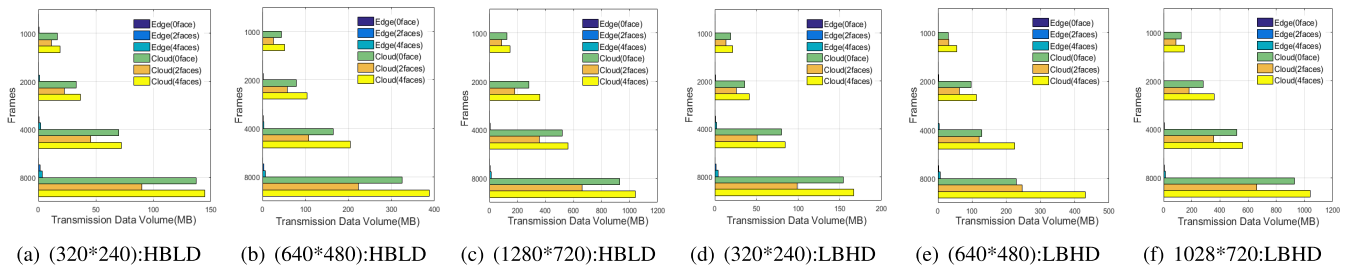 Edge(0face)
Edge(2faces)
Edge(4faces)
Cloud(0face)
Cloud(2faces)
Cloud(4faces)
1000
2000
4000
8000
Frames
0 50 100 150
Transmission Data Volume(MB)
(a) (320*240):HBLD
Edge(0face)
Edge(2faces)
Edge(4faces)
Cloud(0face)
Cloud(2faces)
Cloud(4faces)
1000
2000
4000
8000
Frames
0 100 200 300 400
Transmission Data Volume(MB)
(b) (640*480):HBLD
Edge(0face)
Edge(2faces)
Edge(4faces)
Cloud(0face)
Cloud(2faces)
Cloud(4faces)
1000
2000
4000
8000
Frames
0 200 400 600 800 1000 1200
Transmission Data Volume(MB)
(c) (1280*720):HBLD
Edge(0face)
Edge(2faces)
Edge(4faces)
Cloud(0face)
Cloud(2faces)
Cloud(4faces)
1000
2000
4000
8000
Frames
0 50 100 150 200
Transmission Data Volume(MB)
(d) (320*240):LBHD
Edge(0face)
Edge(2faces)
Edge(4faces)
Cloud(0face)
Cloud(2faces)
Cloud(4faces)
1000
2000
4000
8000
Frames
0 100 200 300 400 500
Transmission Data Volume(MB)
(e) (640*480):LBHD
Edge(0face)
Edge(2faces)
Edge(4faces)
Cloud(0face)
Cloud(2faces)
Cloud(4faces)
1000
2000
4000
8000
Frames
0 200 400 600 800 1000 1200
Transmission Data Volume(MB)
(f) 1028*720:LBHD